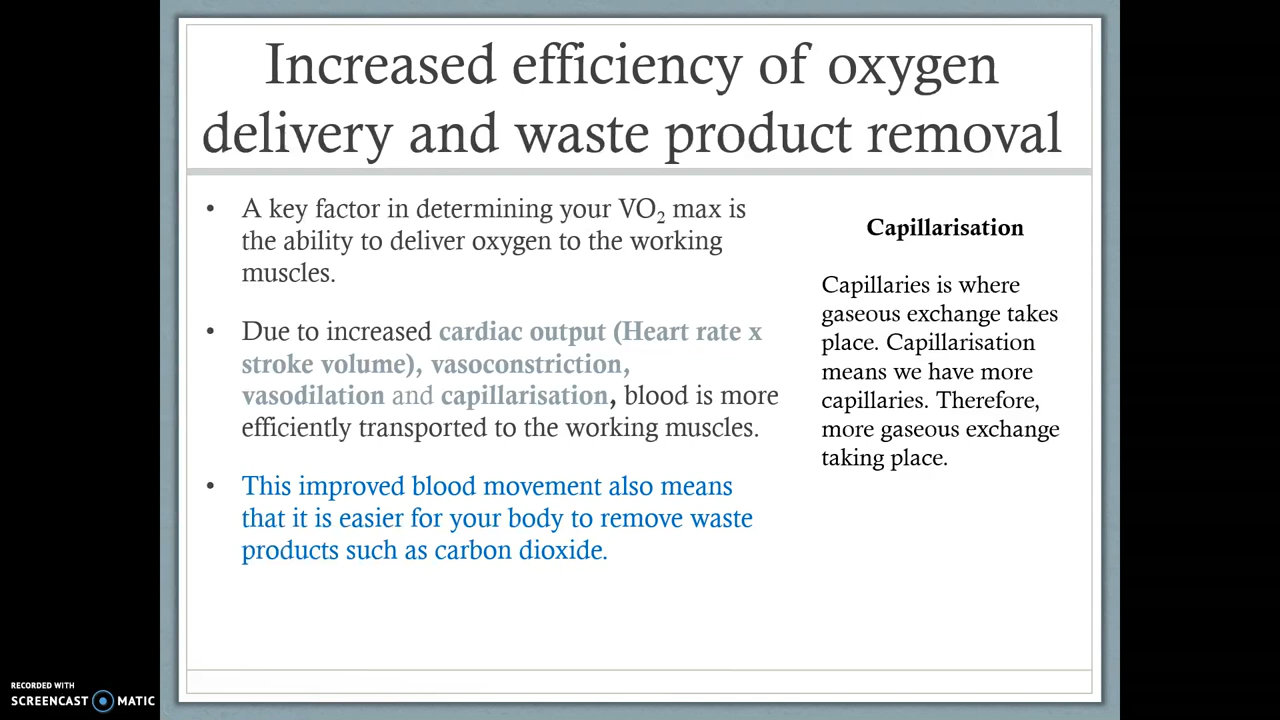 Increased efficiency of oxygen
delivery and waste product removal
• A key factor in determining your VO₂ max is
the ability to deliver oxygen to the working
muscles.
• Due to increased cardiac output (Heart rate x
stroke volume), vasoconstriction,
vasodilation and capillarisation, blood is more
efficiently transported to the working muscles.
• This improved blood movement also means
that it is easier for your body to remove waste
products such as carbon dioxide.
Capillarisation
Capillaries is where
gaseous exchange takes
place. Capillarisation
means we have more
capillaries. Therefore,
more gaseous exchange
taking place.
RECORDED WITH
SCREENCAST MATIC